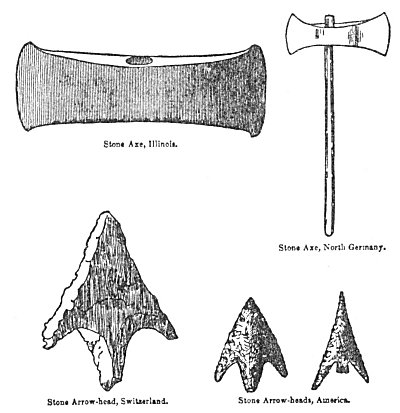 Stone Axe, Illinois.
Stone Axe, North Germany.
Stone Arrow-head, Switzerland.
Stone Arrow-heads, America.